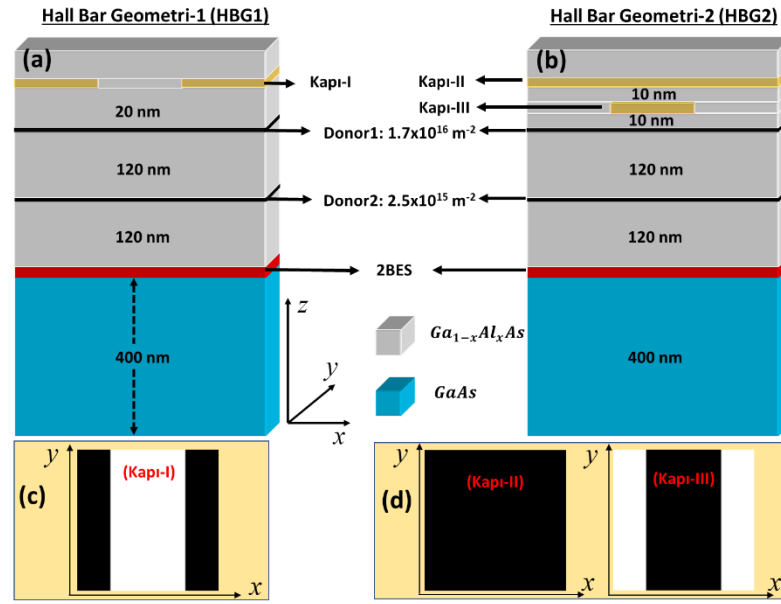 Hall Bar Geometri-1 (HBG1)
(a)
Kapı-I
20 nm
Donor1: 1.7x10¹⁶ m⁻²
120 nm
Donor2: 2.5x10¹⁵ m⁻²
120 nm
2BES
400 nm
z
y
x
Ga₁₋ₓAlₓAs
GaAs
Hall Bar Geometri-2 (HBG2)
(b)
Kapı-II
10 nm
Kapı-III
10 nm
120 nm
120 nm
400 nm
y
(Kapı-I)
(c)
x
y
(Kapı-II)
(d)
x
y
(Kapı-III)
x